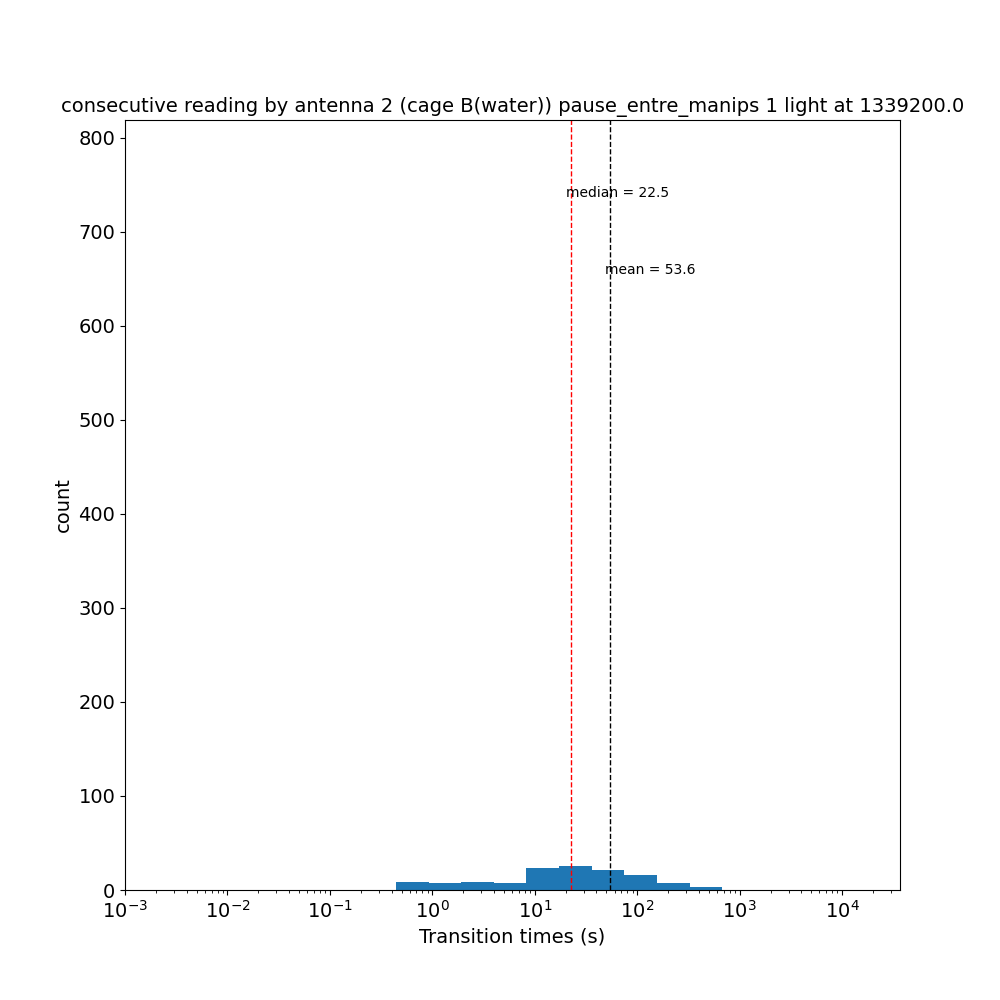 consecutive reading by antenna 2 (cage B(water)) pause_entre_manips 1 light at 1339200.0
800
700
600
500
400
300
200
100
0
count
median = 22.5
mean = 53.6
10⁻³ 10⁻² 10⁻¹ 10⁰ 10¹ 10² 10³ 10⁴
Transition times (s)